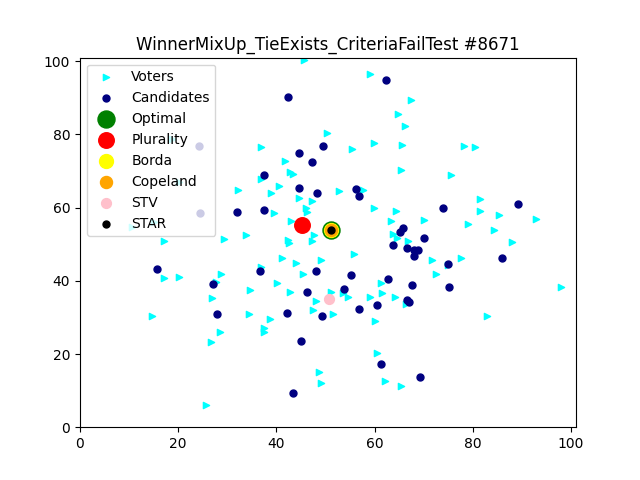 WinnerMixUp_TieExists_CriteriaFailTest #8671
100
80
60
40
20
0
Voters
Candidates
Optimal
Plurality
Borda
Copeland
STV
STAR
0 20 40 60 80 100